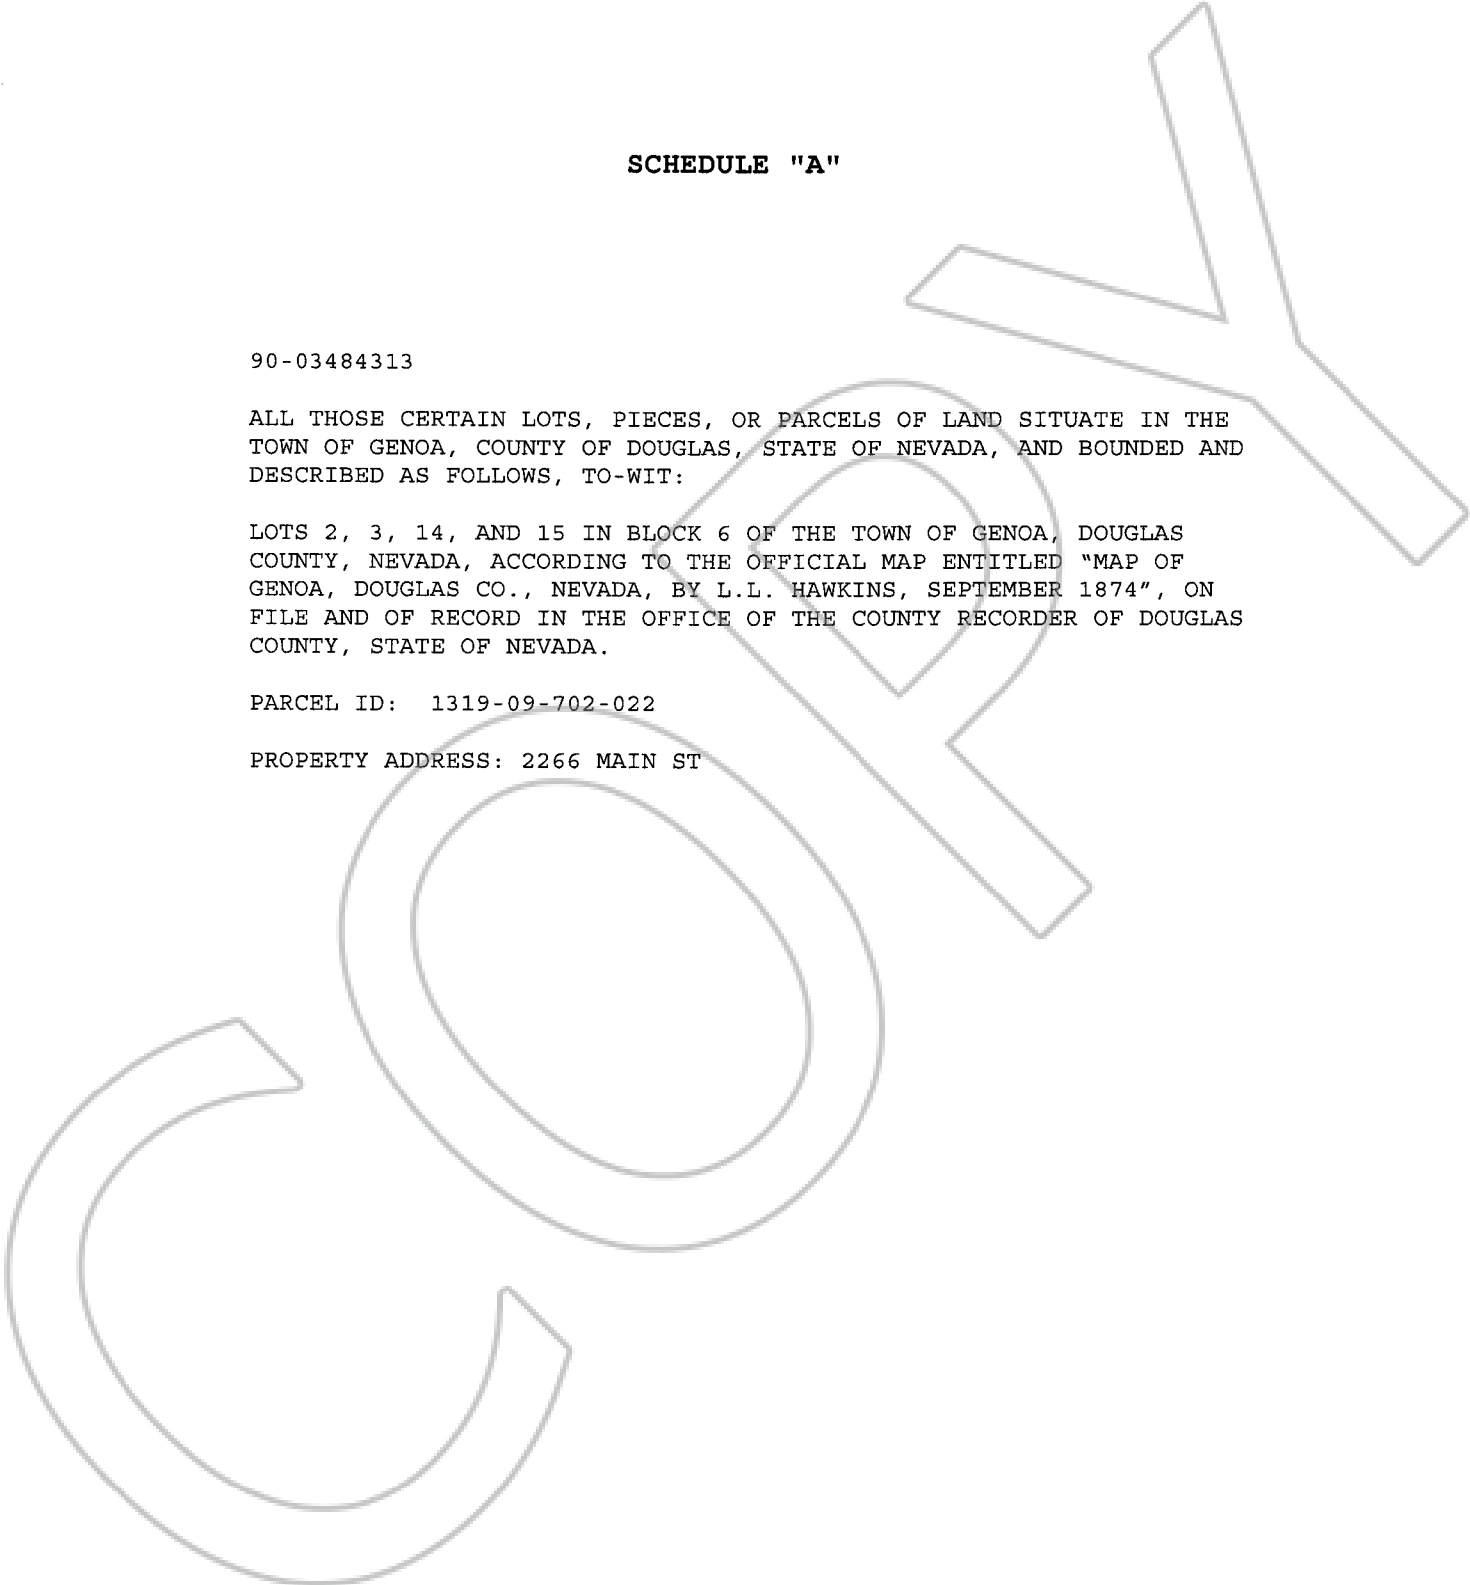 SCHEDULE "A"
90-03484313
ALL THOSE CERTAIN LOTS, PIECES, OR PARCELS OF LAND SITUATE IN THE
TOWN OF GENOA, COUNTY OF DOUGLAS, STATE OF NEVADA, AND BOUNDED AND
DESCRIBED AS FOLLOWS, TO-WIT:
LOTS 2, 3, 14, AND 15 IN BLOCK 6 OF THE TOWN OF GENOA, DOUGLAS
COUNTY, NEVADA, ACCORDING TO THE OFFICIAL MAP ENTITLED “MAP OF
GENOA, DOUGLAS CO., NEVADA, BY L.L. HAWKINS, SEPTEMBER 1874”, ON
FILE AND OF RECORD IN THE OFFICE OF THE COUNTY RECORDER OF DOUGLAS
COUNTY, STATE OF NEVADA.
PARCEL ID: 1319-09-702-022
PROPERTY ADDRESS: 2266 MAIN ST
COPY